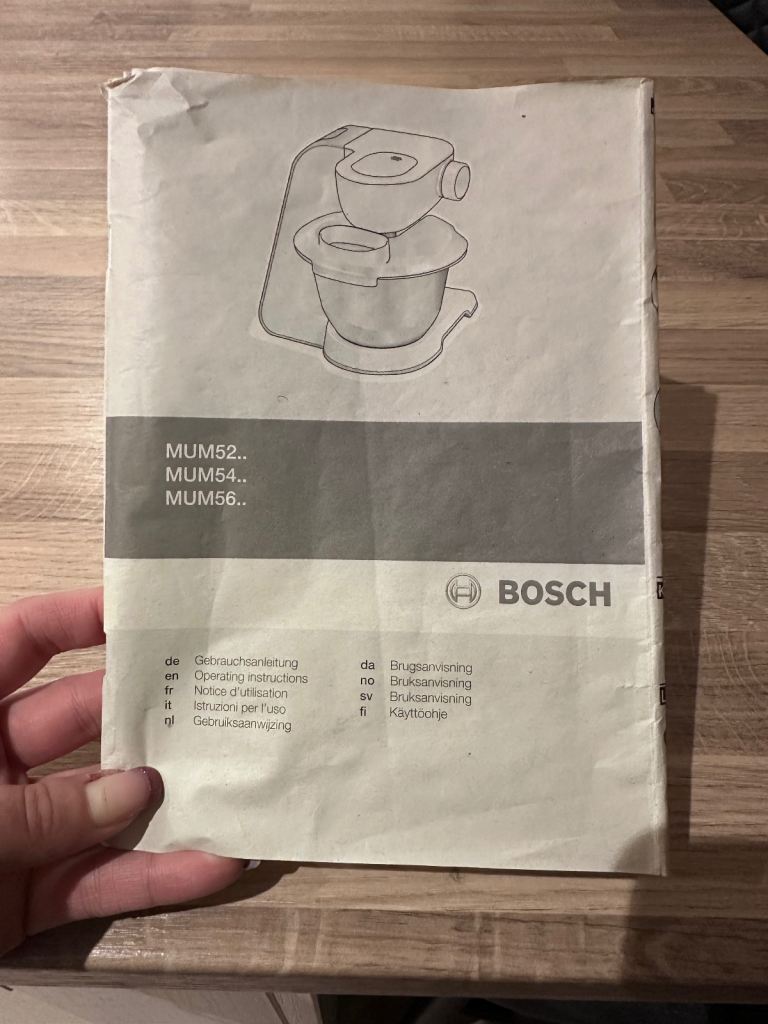 MUM52..
MUM54..
MUM56..
BOSCH
de Gebrauchsanleitung
en Operating instructions
fr Notice d'utilisation
it Istruzioni per l'uso
nl Gebruiksaanwijzing
da Brugsanvisning
no Bruksanvisning
sv Bruksanvisning
fi Käyttöohje